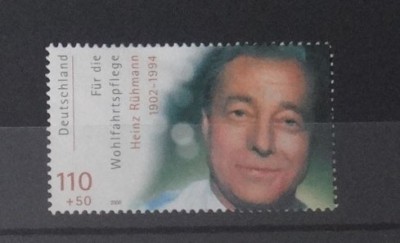 Deutschland
Für die
Wohlfahrtspflege
Heinz Rühmann
1902-1994
110
+50